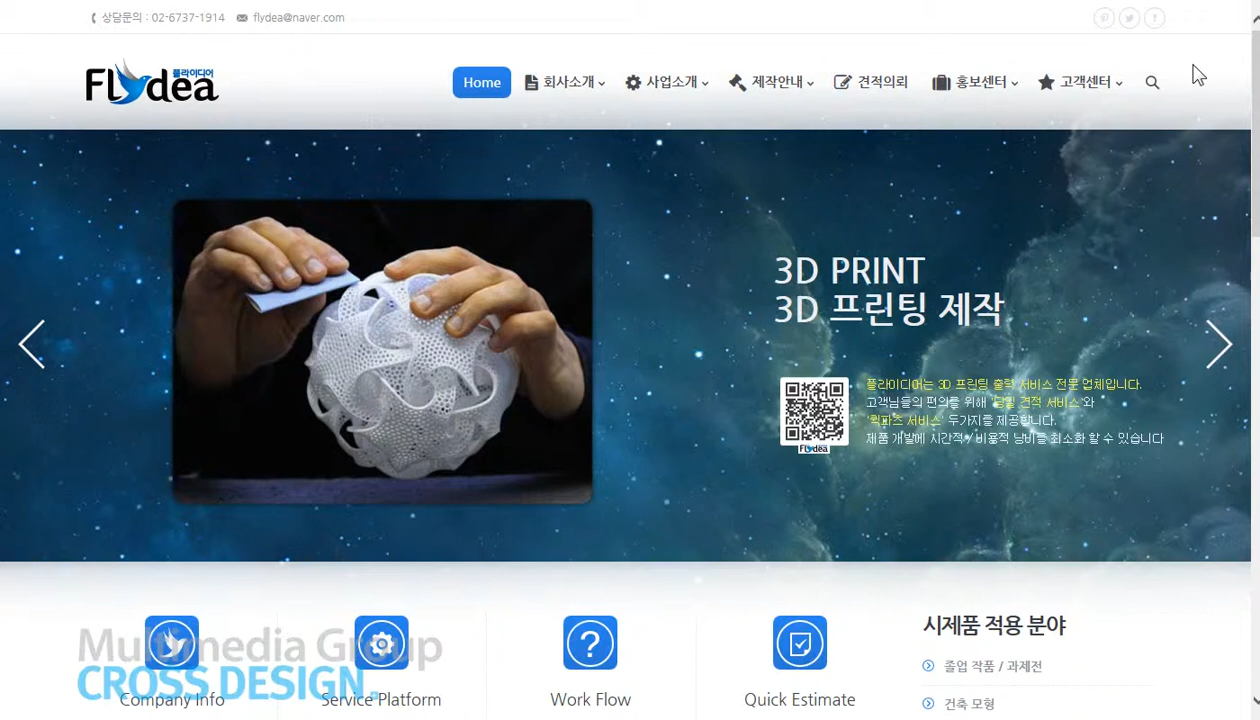 상담문의 : 02-6737-1914 flydea@naver.com
Flydea 플라이디어
Home 회사소개 사업소개 제작안내 견적의뢰 홍보센터 고객센터
3D PRINT
3D 프린팅 제작
플라이디어는 3D 프린팅 출력 서비스 전문 업체입니다.
고객님들의 편의를 위해 '당일 견적 서비스'와
'퀵파츠 서비스' 두가지를 제공합니다.
제품 개발에 시간적 / 비용적 낭비를 최소화 할 수 있습니다
Flydea
Multimedia Group
CROSS DESIGN
Company Info
Service Platform
Work Flow
Quick Estimate
시제품 적용 분야
졸업 작품 / 과제전
건축 모형